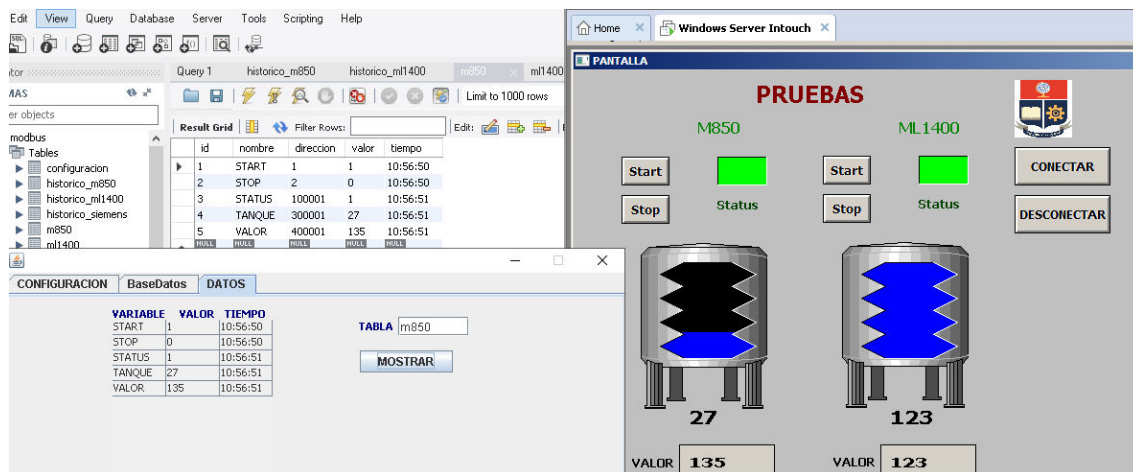 Edit View Query Database Server Tools Scripting Help
Query 1 historico_m850 historico_ml1400 m850 ml1400
MAS
er objects
Limit to 1000 rows
modbus
Tables
configuracion
historico_m850
historico_ml1400
historico_siemens
m850
ml1400
Result Grid Filter Rows: Edit:
id nombre direccion valor tiempo
1 START 1 1 10:56:50
2 STOP 2 0 10:56:50
3 STATUS 100001 1 10:56:51
4 TANQUE 300001 27 10:56:51
5 VALOR 400001 135 10:56:51
NULL NULL NULL NULL NULL
CONFIGURACION BaseDatos DATOS
VARIABLE VALOR TIEMPO
START 1 10:56:50
STOP 0 10:56:50
STATUS 1 10:56:51
TANQUE 27 10:56:51
VALOR 135 10:56:51
TABLA m850
MOSTRAR
Home Windows Server Intouch
PANTALLA
PRUEBAS
M850 ML1400
Start Start CONECTAR
Stop Status Stop Status DESCONECTAR
27 123
VALOR 135 VALOR 123